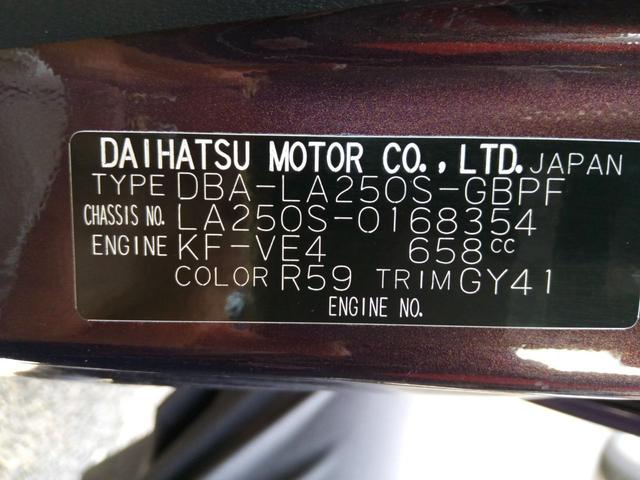 DAIHATSU MOTOR CO., LTD. JAPAN
TYPE DBA-LA250S-GBPF
CHASSIS NO. LA250S-0168354
ENGINE KF-VE4 658cc
COLOR R59 TRIM GY41
ENGINE NO.